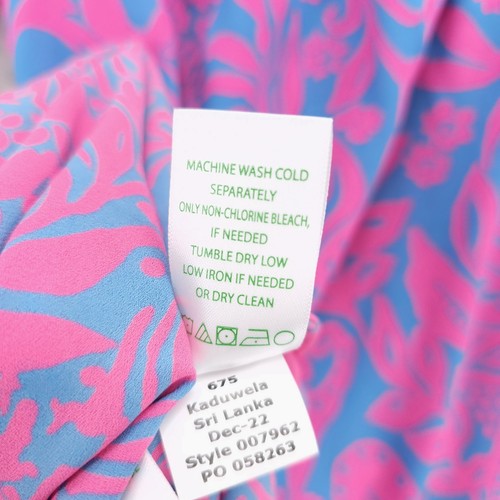 MACHINE WASH COLD
SEPARATELY
ONLY NON-CHLORINE BLEACH,
IF NEEDED
TUMBLE DRY LOW
LOW IRON IF NEEDED
OR DRY CLEAN
675
Kaduwela
Sri Lanka
Dec-22
Style 007962
PO 058263